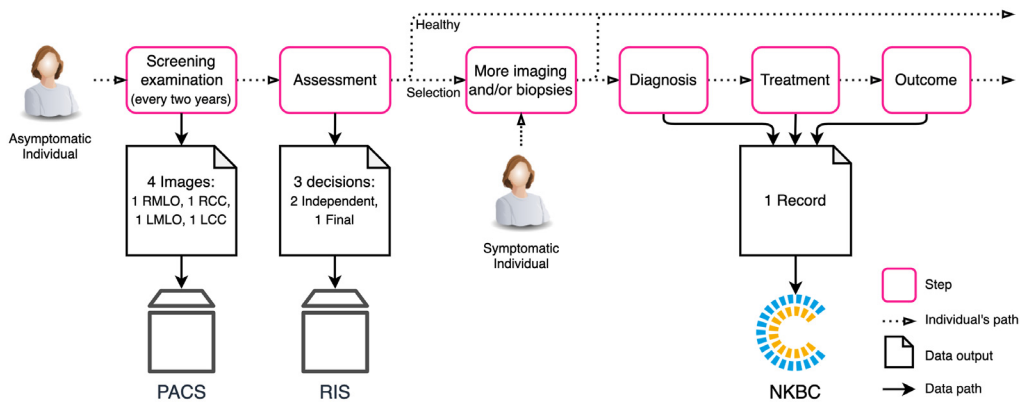 Healthy
Asymptomatic
Individual
Screening
examination
(every two years)
Assessment
Selection
More imaging
and/or biopsies
Diagnosis
Treatment
Outcome
4 Images:
1 RMLO, 1 RCC,
1 LMLO, 1 LCC
3 decisions:
2 Independent,
1 Final
Symptomatic
Individual
1 Record
PACS
RIS
NKBC
Step
Individual's path
Data output
Data path